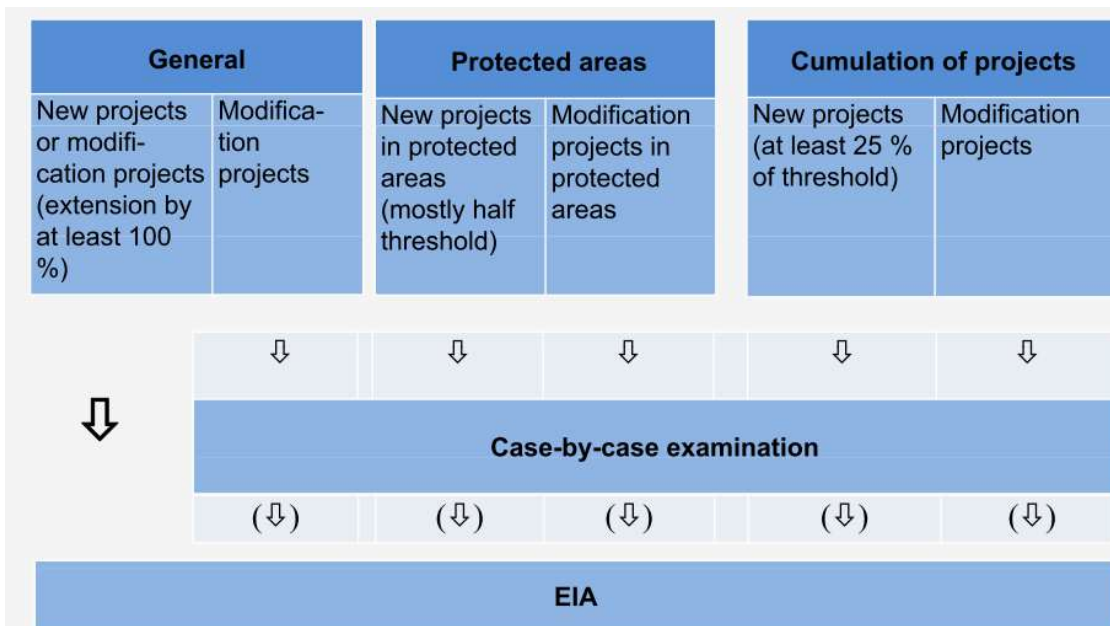 General
Protected areas
Cumulation of projects
New projects
or modifi-
cation projects
(extension by
at least 100
%)
Modifica-
tion
projects
New projects
in protected
areas
(mostly half
threshold)
Modification
projects in
protected
areas
New projects
(at least 25 %
of threshold)
Modification
projects
⇩ ⇩ ⇩ ⇩ ⇩
⇩
Case-by-case examination
(⇩) (⇩) (⇩) (⇩) (⇩)
EIA